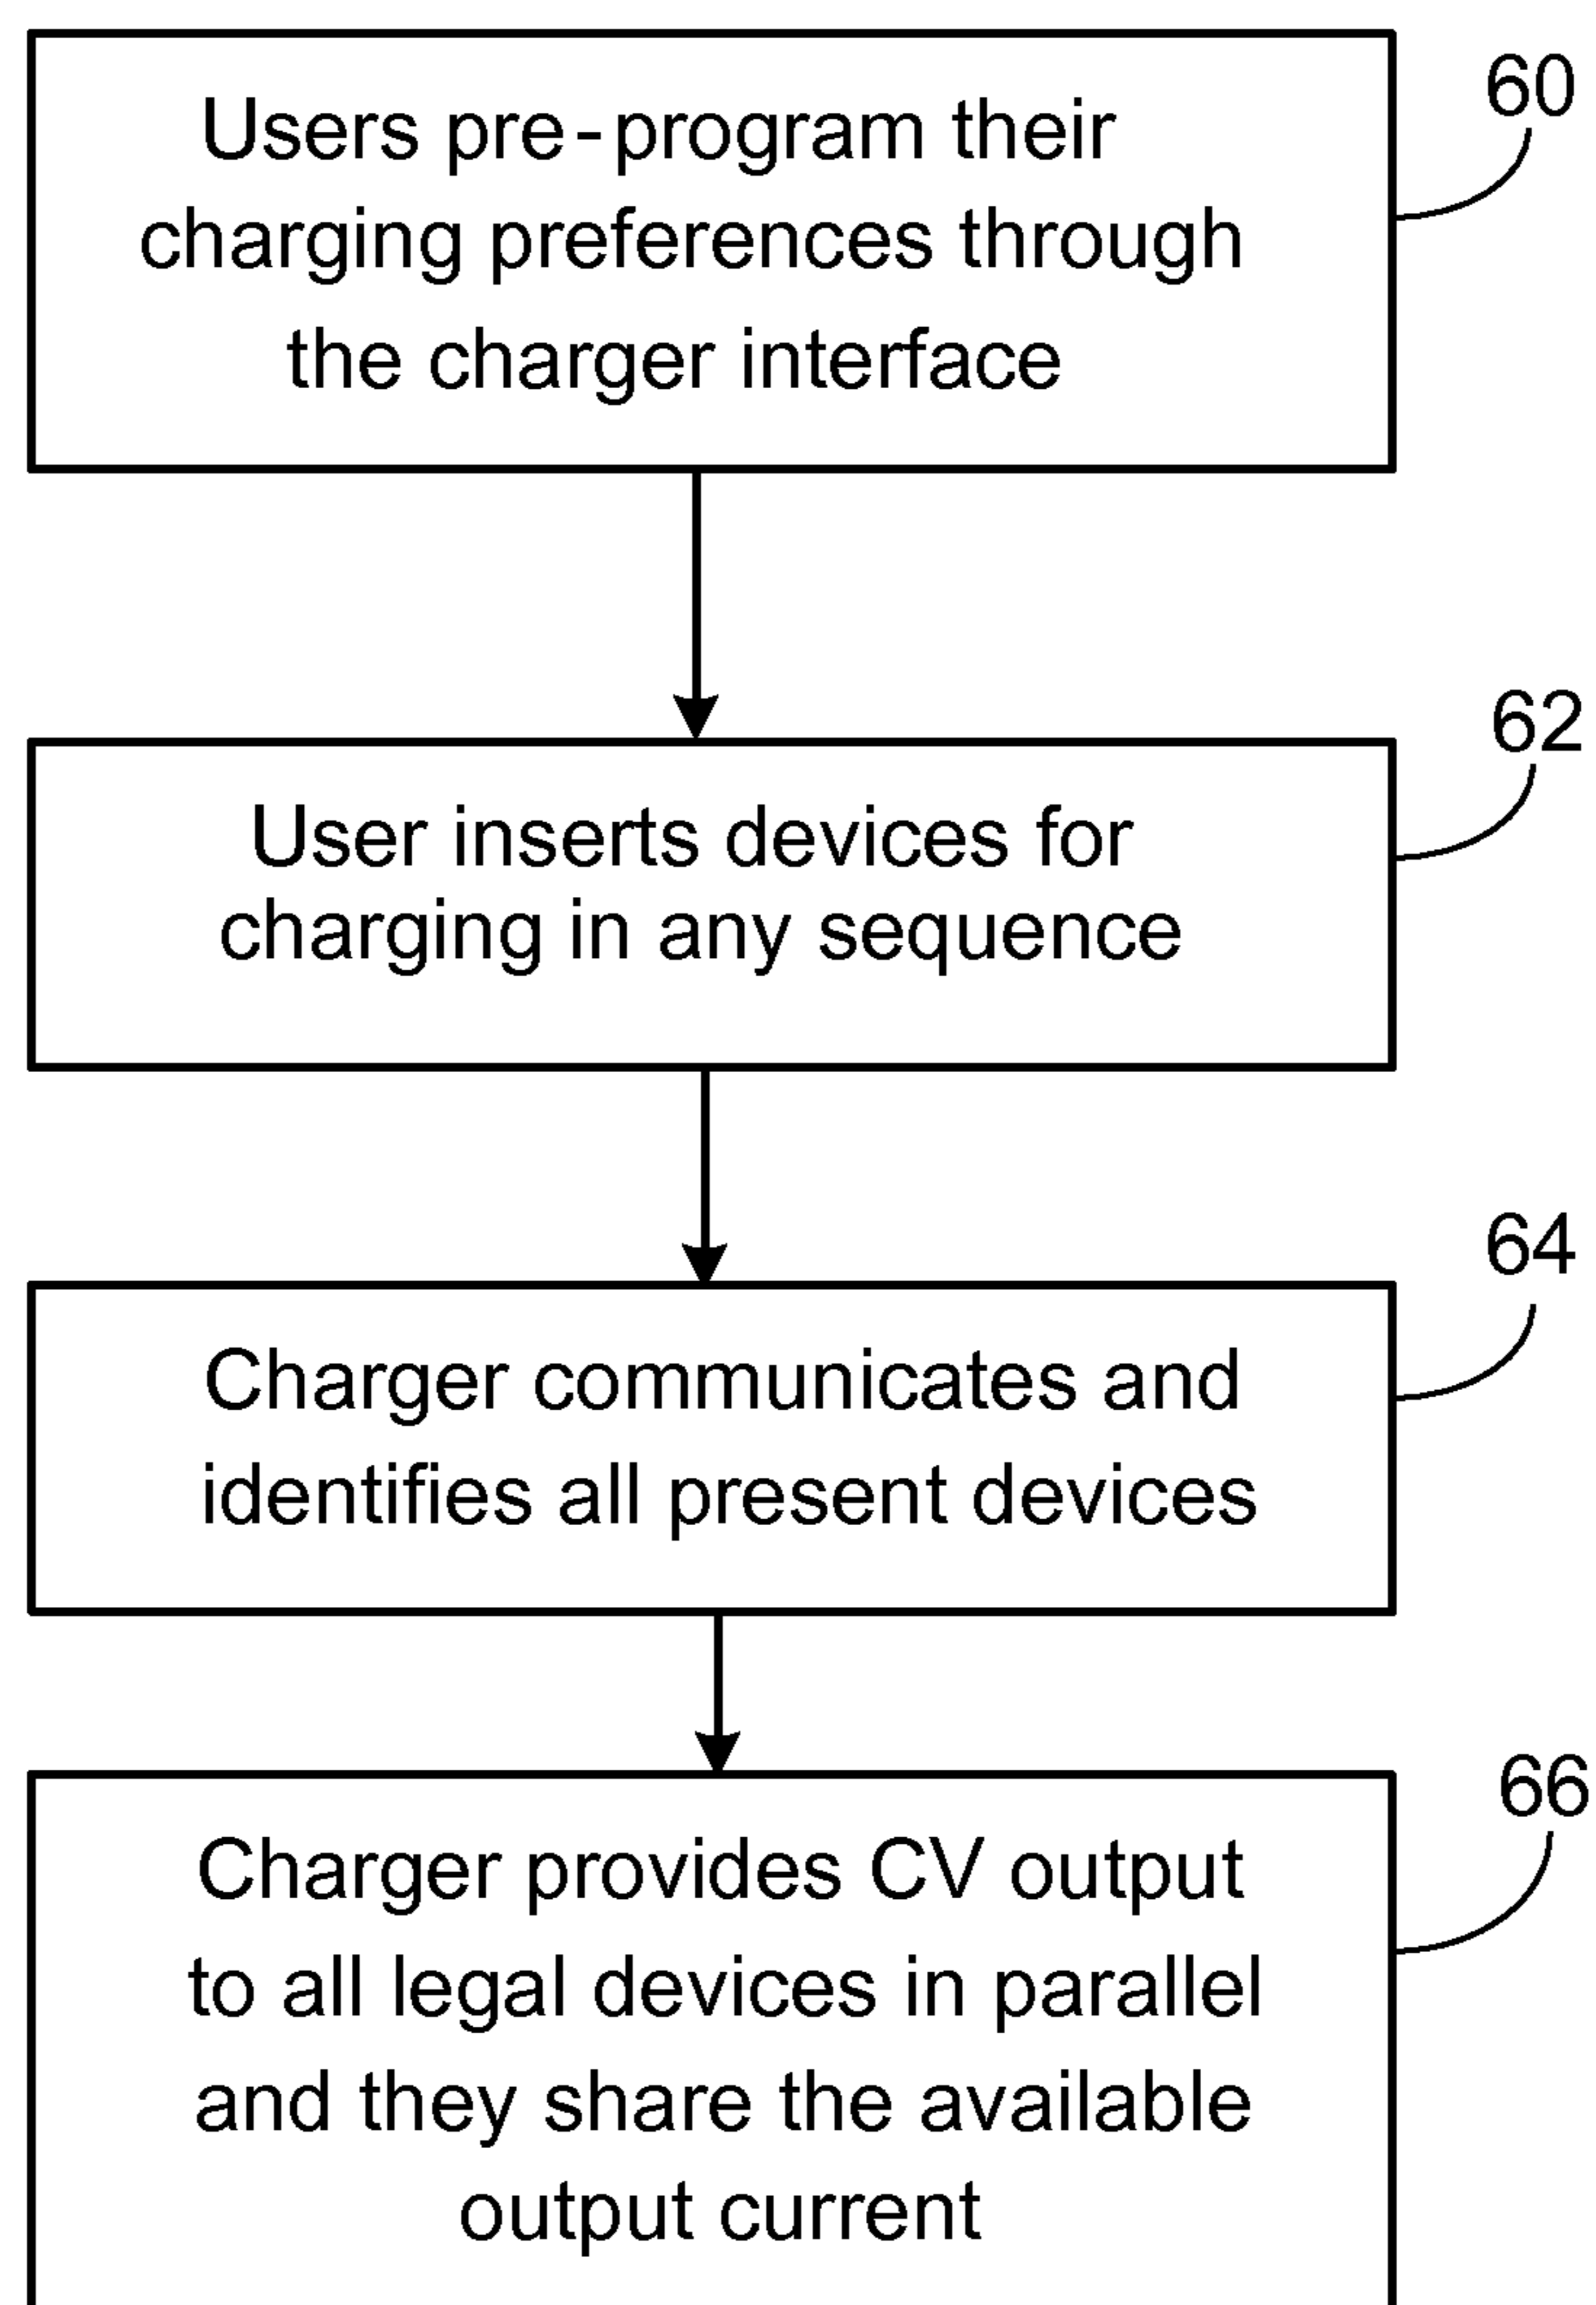 60
Users pre-program their
charging preferences through
the charger interface
62
User inserts devices for
charging in any sequence
64
Charger communicates and
identifies all present devices
66
Charger provides CV output
to all legal devices in parallel
and they share the available
output current